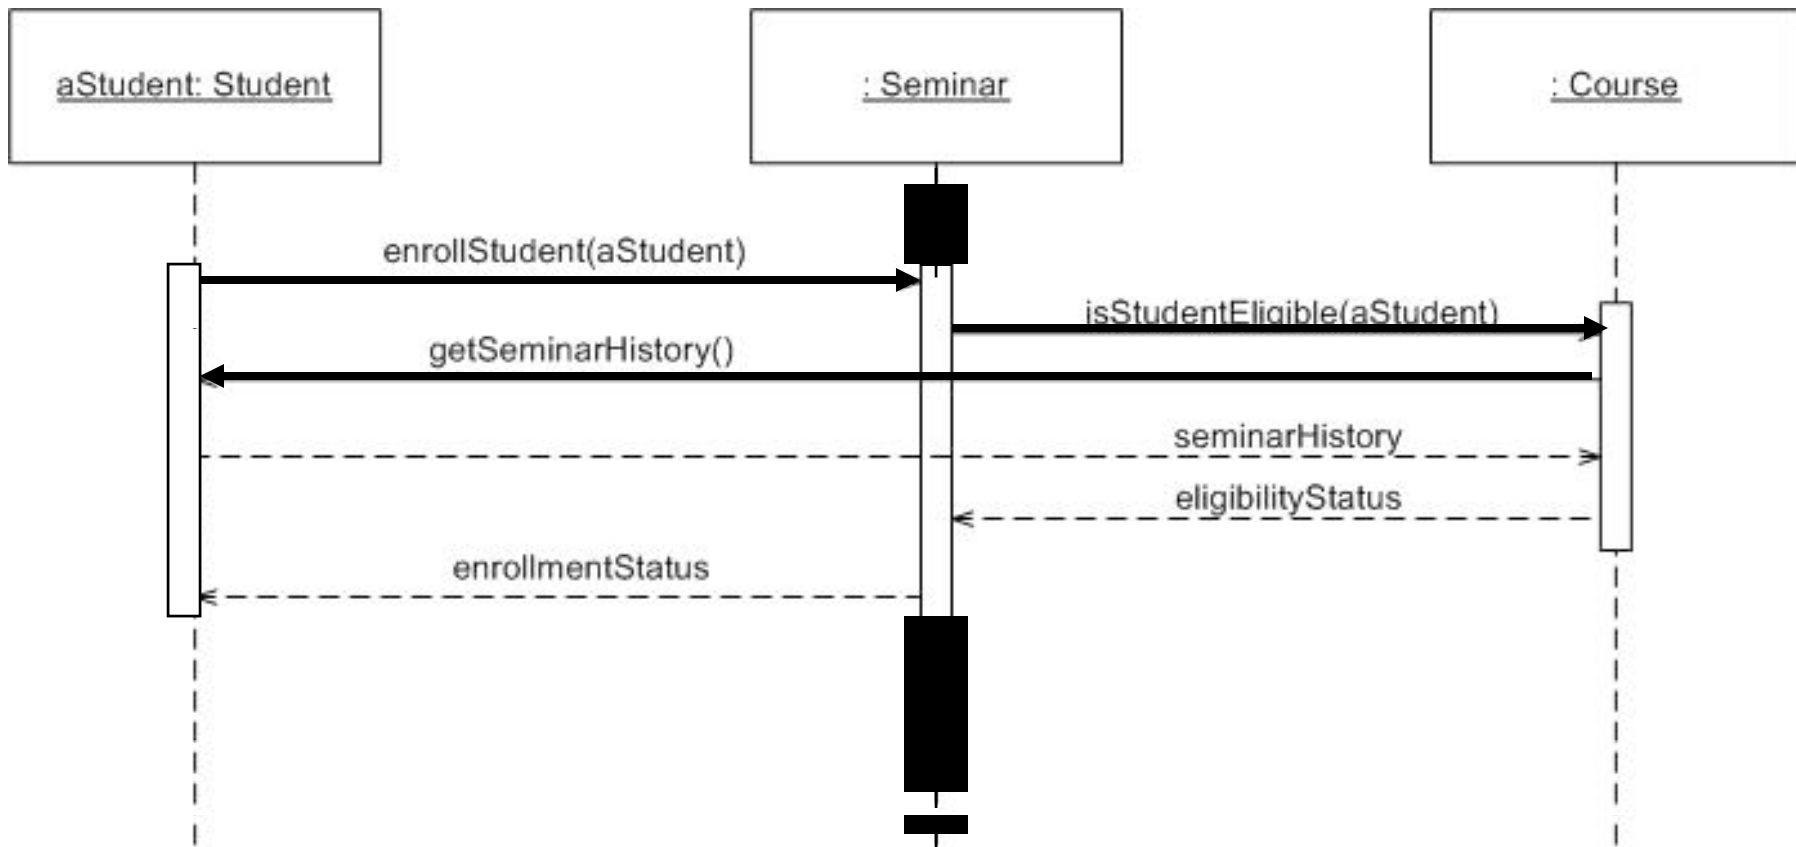 aStudent: Student
: Seminar
: Course
enrollStudent(aStudent)
isStudentEligible(aStudent)
getSeminarHistory()
seminarHistory
eligibilityStatus
enrollmentStatus